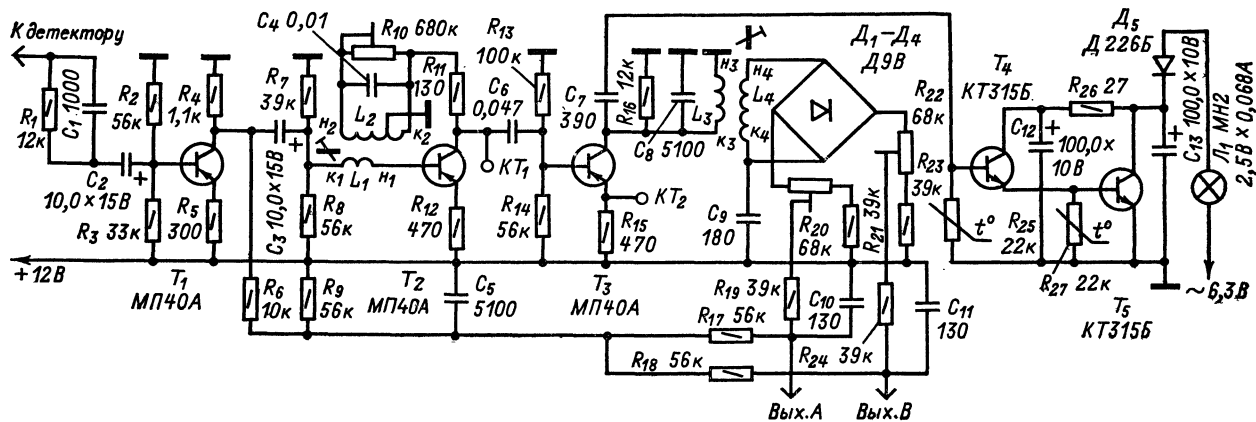 К детектору
R1
12к
C1 1000
R2
56к
R4
1,1к
C2
10,0×15В
+
R3 33к
R5
300
T1
МП40А
+12В
R7
39к
C3 10,0×15В
+
R6
10к
R8
56к
R9
56к
C4 0,01
R10 680к
L2
н2
к2
к1
L1
н1
R11
130
R12
470
T2
МП40А
C5
5100
C6
0,047
КТ1
R13
100к
R14
56к
T3
МП40А
R15
470
КТ2
C7
390
R16 12к
C8 5100
L3
н3
к3
н4
L4
к4
C9
180
Д1–Д4
Д9В
R20
68к
R21 39к
R22
68к
R19 39к
R17 56к
R18 56к
R24
39к
C10
130
C11
130
Вых.А
Вых.В
R23
39к
t°
T4
КТ315Б
C12
+
100,0×
10В
R26 27
R25
22к
t°
R27 22к
T5
КТ315Б
Д5
Д226Б
+
C13 100,0×10В
Л1 МН2
2,5В×0,068А
~6,3В